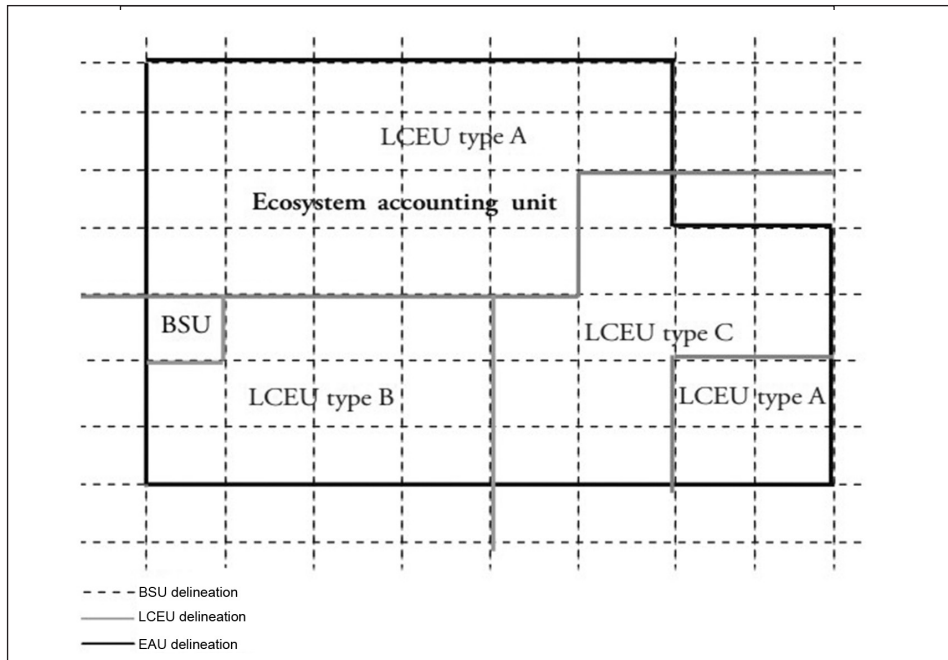 LCEU type A
Ecosystem accounting unit
BSU
LCEU type C
LCEU type B
LCEU type A
BSU delineation
LCEU delineation
EAU delineation